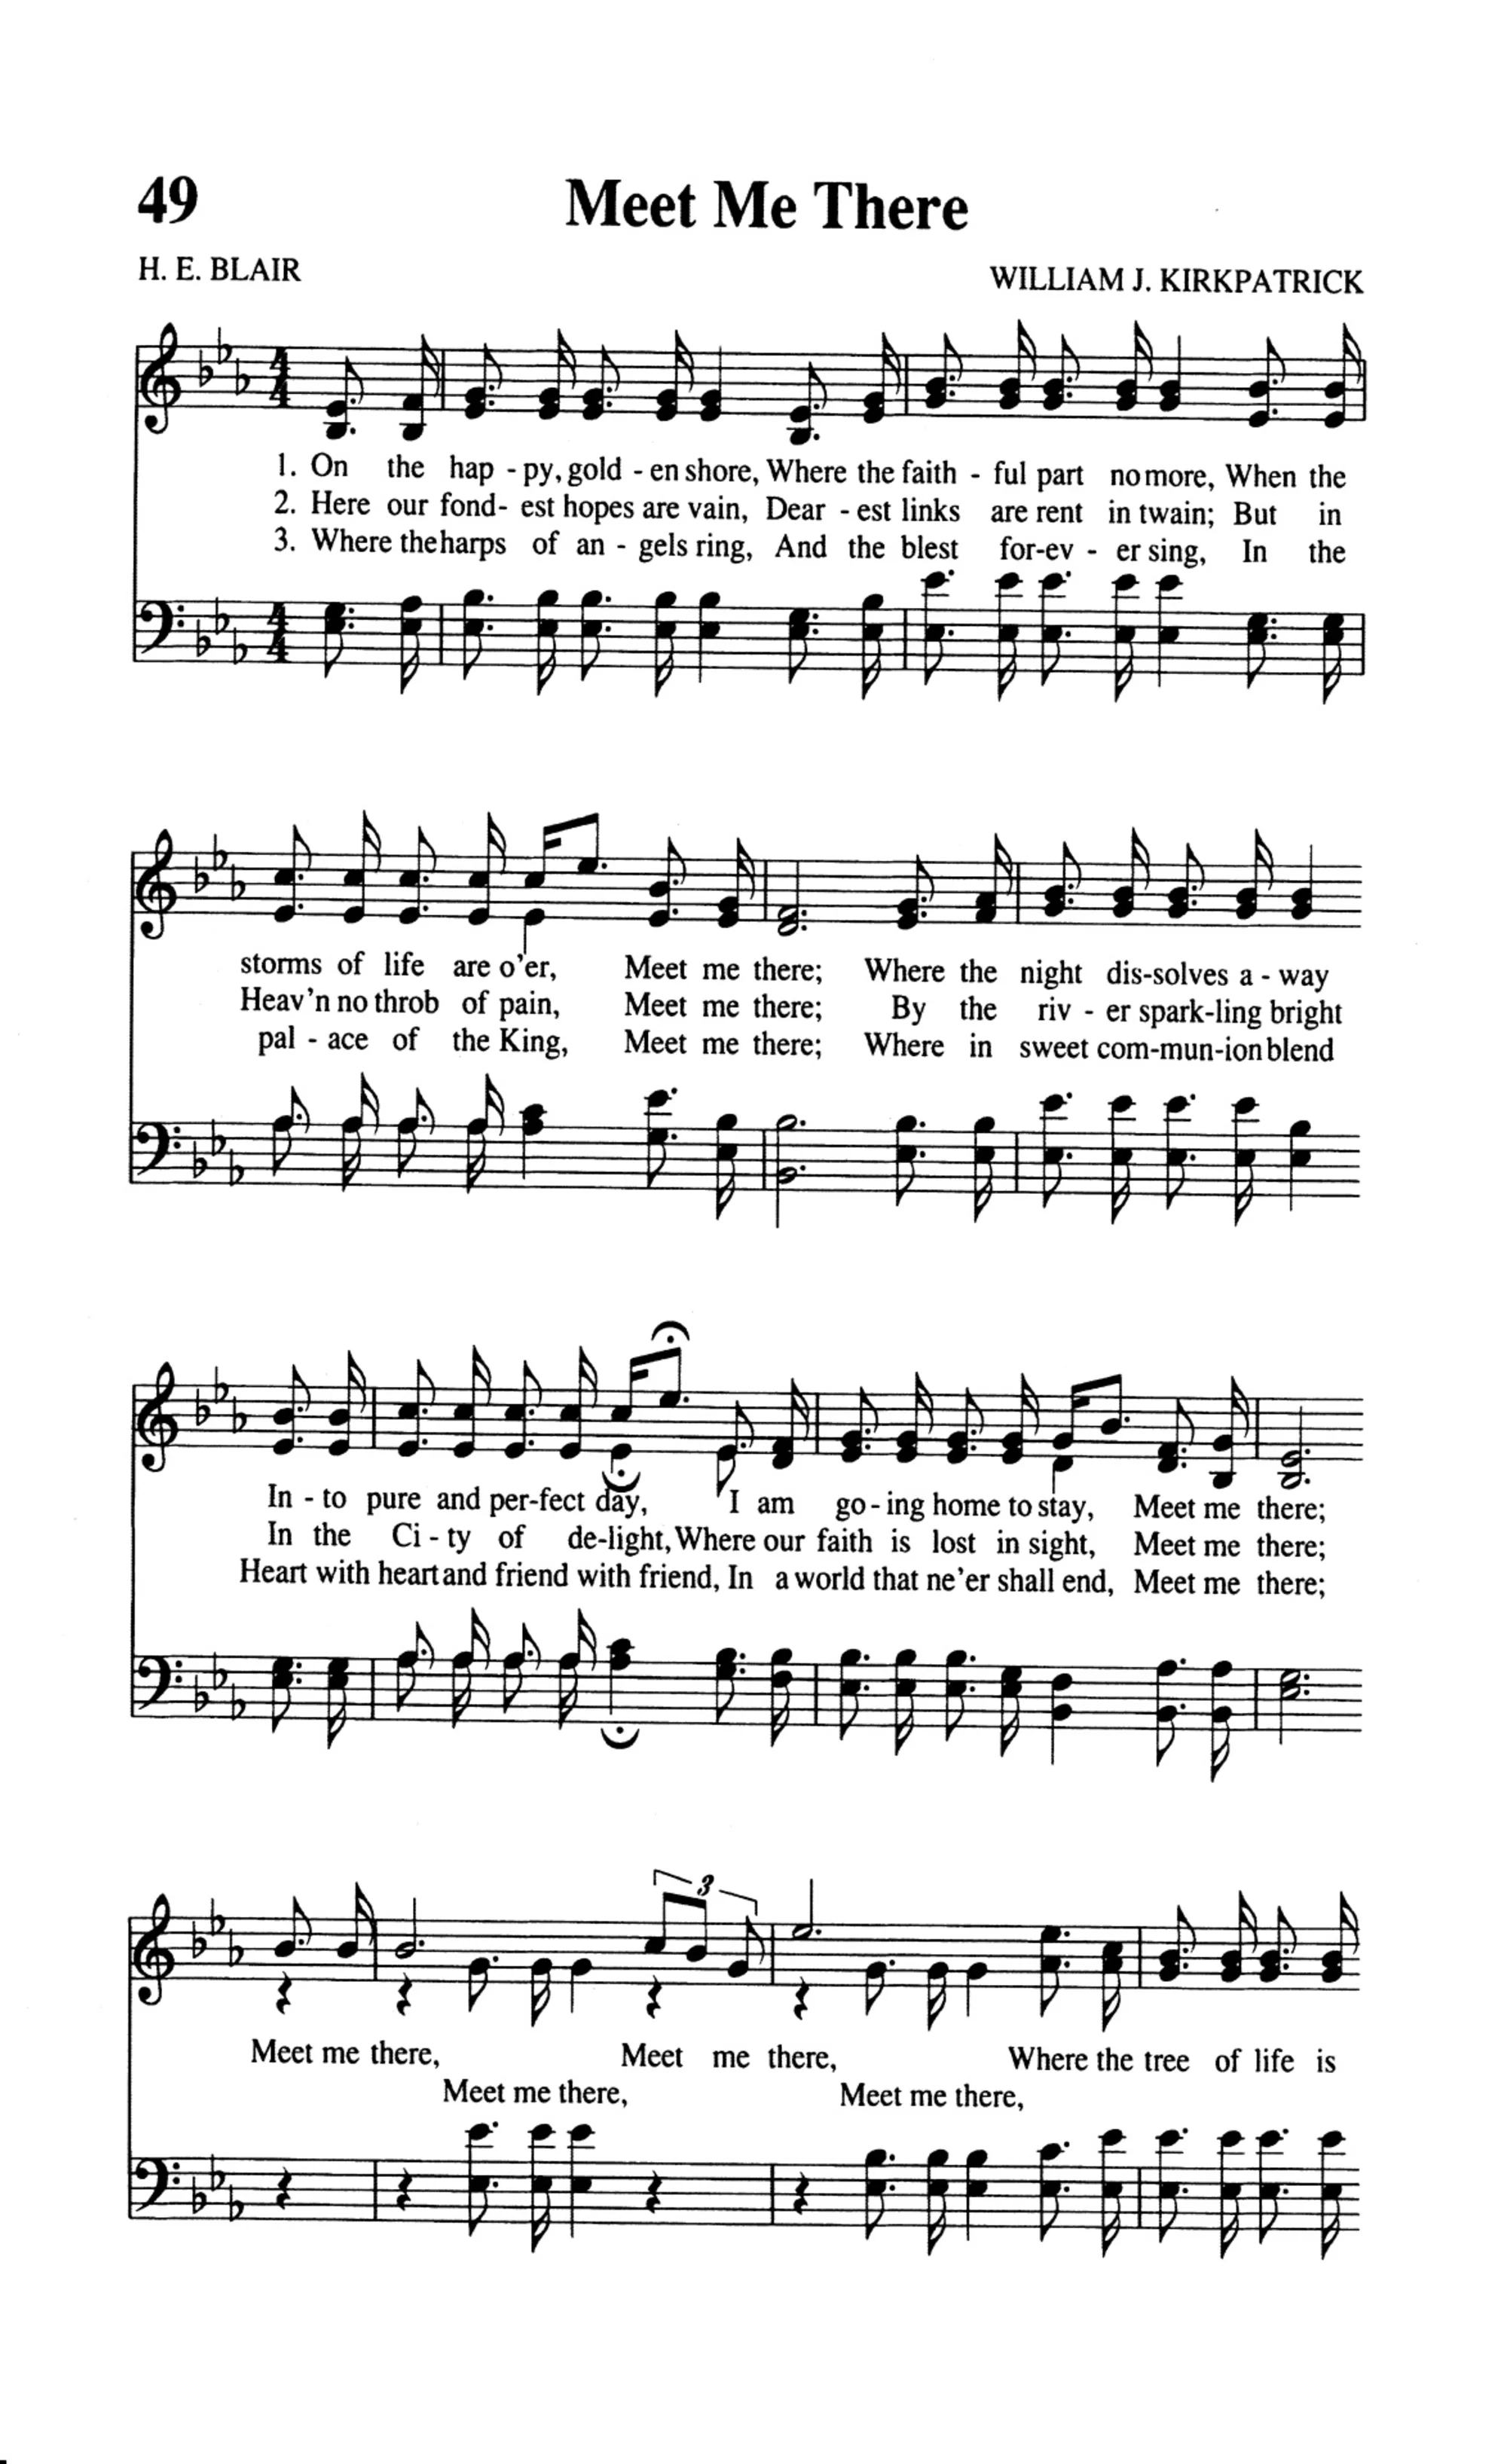 49
Meet Me There
H. E. BLAIR
WILLIAM J. KIRKPATRICK
1. On the hap - py, gold - en shore, Where the faith - ful part no more, When the
2. Here our fond- est hopes are vain, Dear - est links are rent in twain; But in
3. Where the harps of an - gels ring, And the blest for-ev - er sing, In the
storms of life are o'er, Meet me there; Where the night dis-solves a - way
Heav'n no throb of pain, Meet me there; By the riv - er spark-ling bright
pal - ace of the King, Meet me there; Where in sweet com-mun-ion blend
In - to pure and per-fect day, I am go - ing home to stay, Meet me there;
In the Ci - ty of de-light, Where our faith is lost in sight, Meet me there;
Heart with heart and friend with friend, In a world that ne'er shall end, Meet me there;
3
Meet me there, Meet me there, Where the tree of life is
Meet me there, Meet me there,